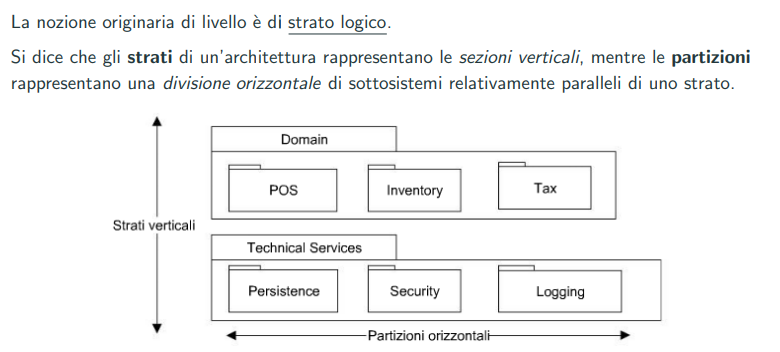 La nozione originaria di livello è di strato logico.
Si dice che gli strati di un'architettura rappresentano le sezioni verticali, mentre le partizioni
rappresentano una divisione orizzontale di sottosistemi relativamente paralleli di uno strato.
Domain
POS
Inventory
Tax
Strati verticali
Technical Services
Persistence
Security
Logging
Partizioni orizzontali